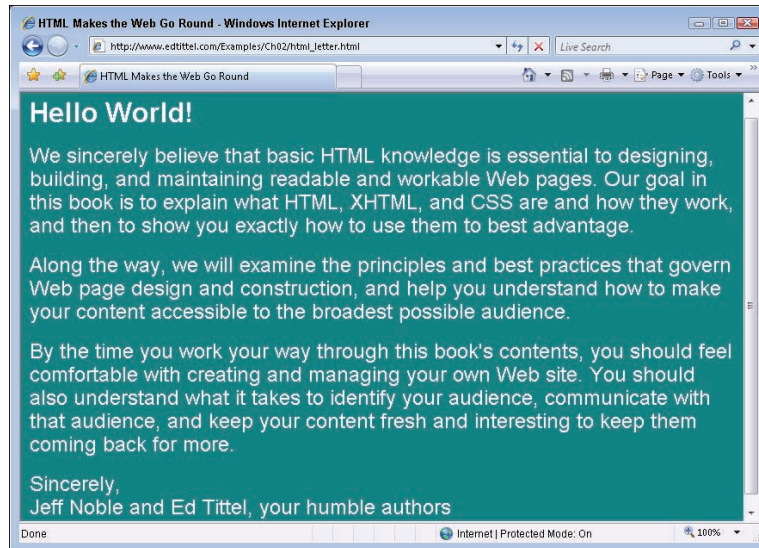 HTML Makes the Web Go Round - Windows Internet Explorer
http://www.edtittel.com/Examples/Ch02/html_letter.html
Live Search
HTML Makes the Web Go Round
Page
Tools
Hello World!
We sincerely believe that basic HTML knowledge is essential to designing,
building, and maintaining readable and workable Web pages. Our goal in
this book is to explain what HTML, XHTML, and CSS are and how they work,
and then to show you exactly how to use them to best advantage.
Along the way, we will examine the principles and best practices that govern
Web page design and construction, and help you understand how to make
your content accessible to the broadest possible audience.
By the time you work your way through this book's contents, you should feel
comfortable with creating and managing your own Web site. You should
also understand what it takes to identify your audience, communicate with
that audience, and keep your content fresh and interesting to keep them
coming back for more.
Sincerely,
Jeff Noble and Ed Tittel, your humble authors
Done
Internet | Protected Mode: On
100%